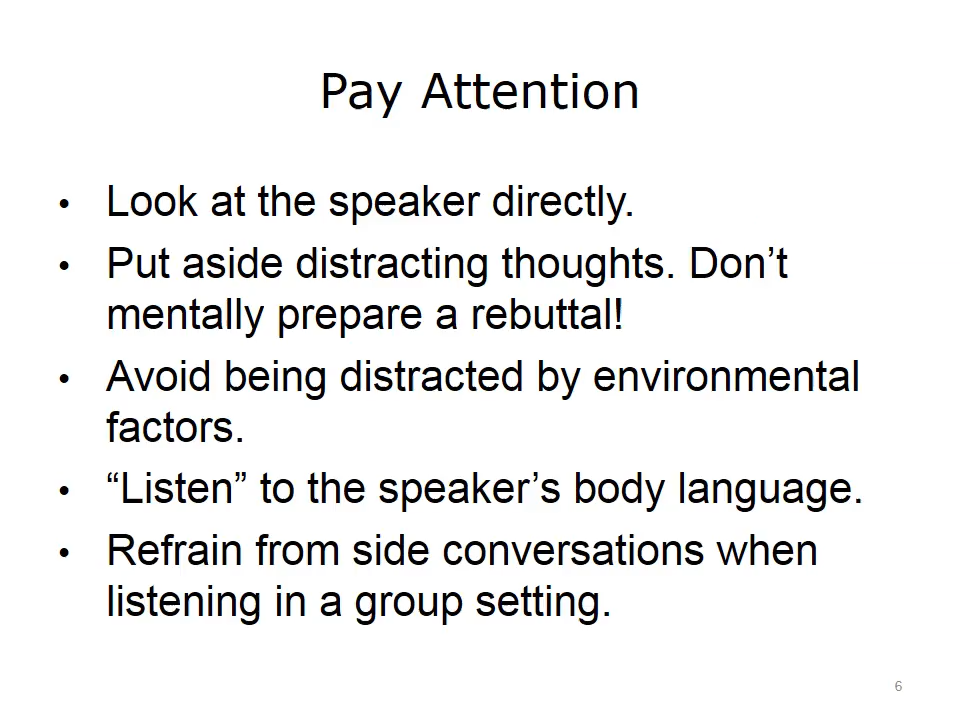 Pay Attention
• Look at the speaker directly.
• Put aside distracting thoughts. Don’t
mentally prepare a rebuttal!
• Avoid being distracted by environmental
factors.
• “Listen” to the speaker’s body language.
• Refrain from side conversations when
listening in a group setting.
6